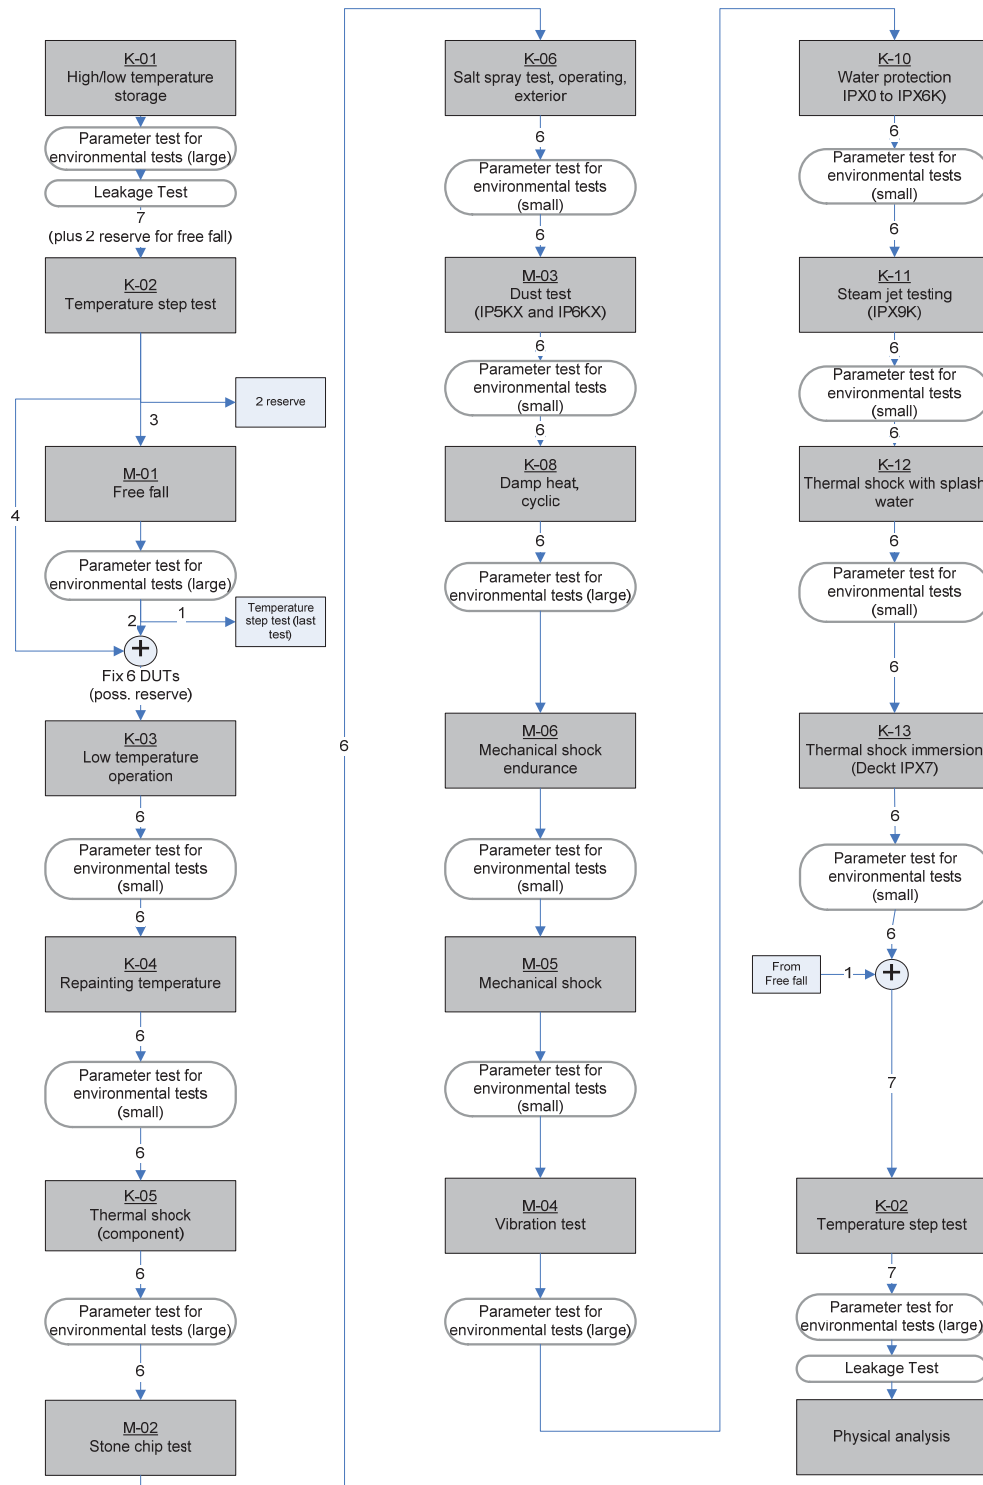 K-01
High/low temperature
storage
Parameter test for
environmental tests (large)
Leakage Test
7
(plus 2 reserve for free fall)
K-02
Temperature step test
2 reserve
3
M-01
Free fall
4
Parameter test for
environmental tests (large)
1
Temperature
step test (last
test)
2
+
Fix 6 DUTs
(poss. reserve)
K-03
Low temperature
operation
6
Parameter test for
environmental tests
(small)
6
K-04
Repainting temperature
6
Parameter test for
environmental tests
(small)
6
K-05
Thermal shock
(component)
6
Parameter test for
environmental tests (large)
6
M-02
Stone chip test
6
K-06
Salt spray test, operating,
exterior
6
Parameter test for
environmental tests
(small)
6
M-03
Dust test
(IP5KX and IP6KX)
6
Parameter test for
environmental tests
(small)
6
K-08
Damp heat,
cyclic
6
Parameter test for
environmental tests (large)
M-06
Mechanical shock
endurance
Parameter test for
environmental tests
(small)
M-05
Mechanical shock
Parameter test for
environmental tests
(small)
M-04
Vibration test
Parameter test for
environmental tests (large)
K-10
Water protection
IPX0 to IPX6K)
6
Parameter test for
environmental tests
(small)
6
K-11
Steam jet testing
(IPX9K)
6
Parameter test for
environmental tests
(small)
6
K-12
Thermal shock with splash
water
6
Parameter test for
environmental tests
(small)
6
K-13
Thermal shock immersion
(Deckt IPX7)
6
Parameter test for
environmental tests
(small)
6
From
Free fall
1
+
7
K-02
Temperature step test
7
Parameter test for
environmental tests (large)
Leakage Test
Physical analysis